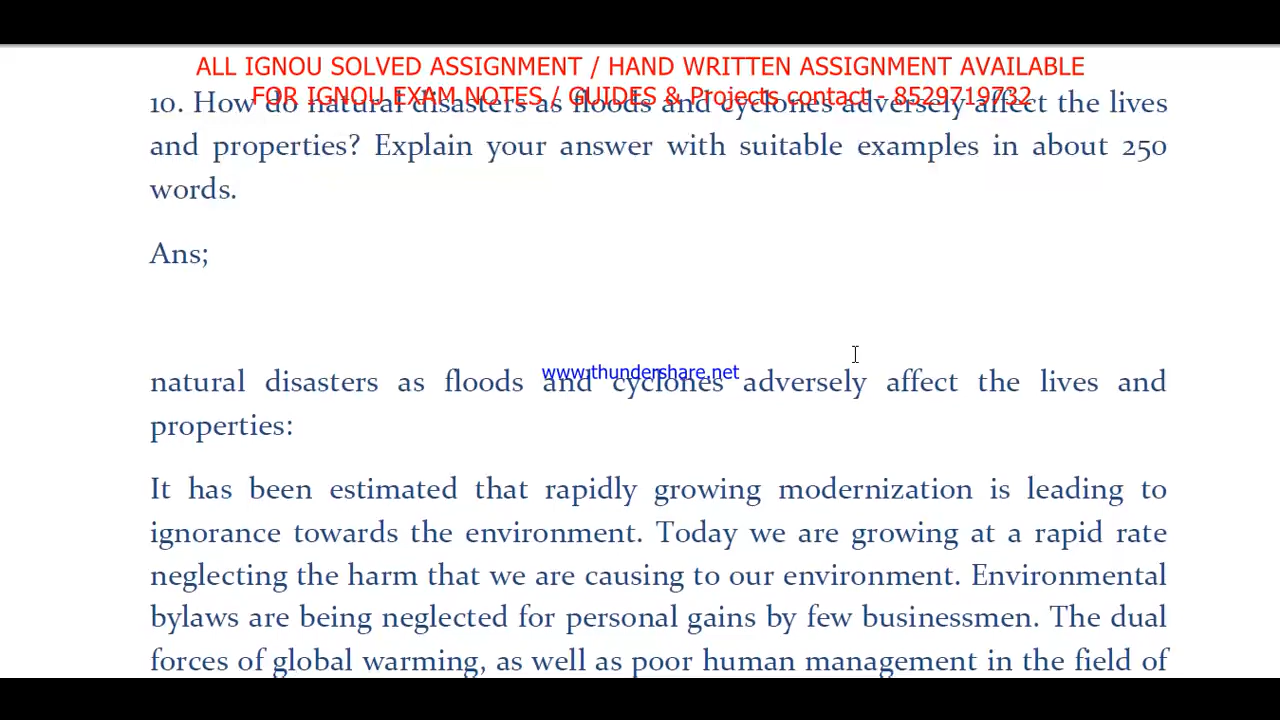 ALL IGNOU SOLVED ASSIGNMENT / HAND WRITTEN ASSIGNMENT AVAILABLE
FOR IGNOU EXAM NOTES / GUIDES & Projects contact - 8529719732
10. How do natural disasters as floods and cyclones adversely affect the lives
and properties? Explain your answer with suitable examples in about 250
words.
Ans;
www.thundershare.net
natural disasters as floods and cyclones adversely affect the lives and
properties:
It has been estimated that rapidly growing modernization is leading to
ignorance towards the environment. Today we are growing at a rapid rate
neglecting the harm that we are causing to our environment. Environmental
bylaws are being neglected for personal gains by few businessmen. The dual
forces of global warming, as well as poor human management in the field of